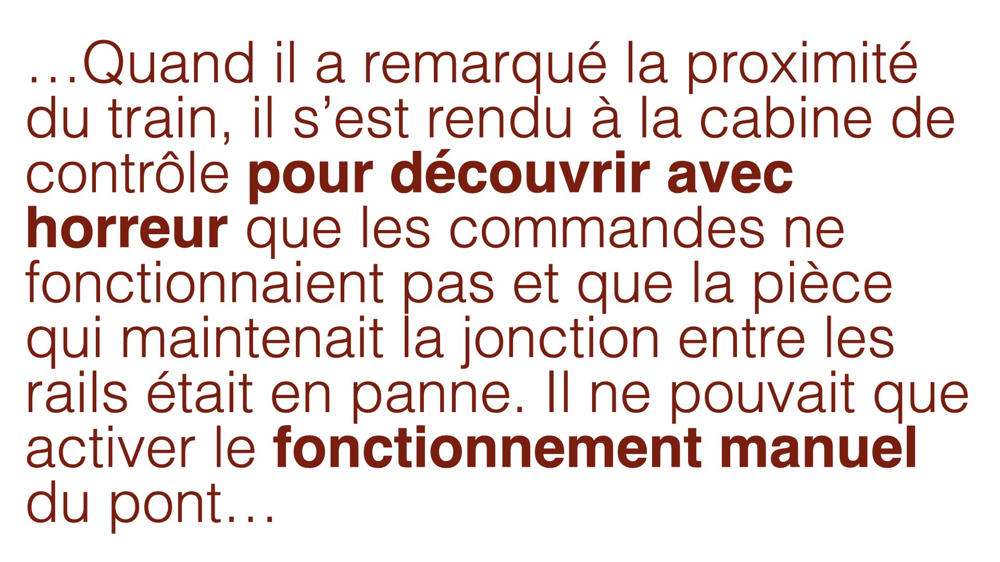 …Quand il a remarqué la proximité
du train, il s’est rendu à la cabine de
contrôle pour découvrir avec
horreur que les commandes ne
fonctionnaient pas et que la pièce
qui maintenait la jonction entre les
rails était en panne. Il ne pouvait que
activer le fonctionnement manuel
du pont…